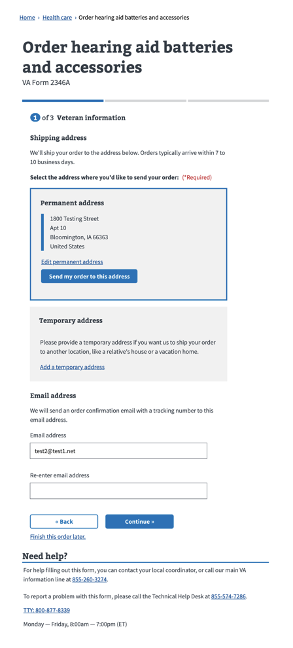 Home › Health care › Order hearing aid batteries and accessories
Order hearing aid batteries
and accessories
VA Form 2346A
1 of 3 Veteran information
Shipping address
We'll ship your order to the address below. Orders typically arrive within 7 to
10 business days.
Select the address where you'd like to send your order: (*Required)
Permanent address
1800 Testing Street
Apt 10
Bloomington, IA 66363
United States
Edit permanent address
Send my order to this address
Temporary address
Please provide a temporary address if you want us to ship your order
to another location, like a relative's house or a vacation home.
Add a temporary address
Email address
We will send an order confirmation email with a tracking number to this
email address.
Email address
test2@test1.net
Re-enter email address
« Back
Continue »
Finish this order later.
Need help?
For help filling out this form, you can contact your local coordinator, or call our main VA
information line at 855-260-3274.
To report a problem with this form, please call the Technical Help Desk at 855-574-7286.
TTY: 800-877-8339
Monday — Friday, 8:00am — 7:00pm (ET)